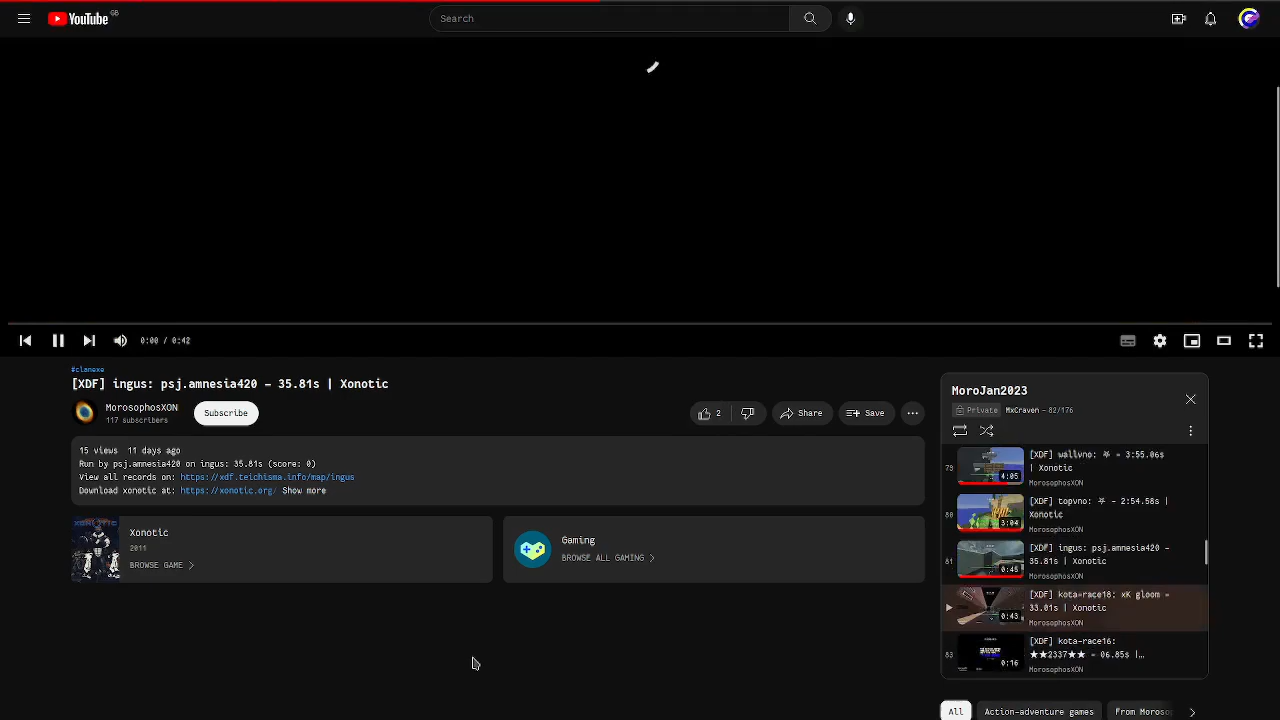 YouTube GB
Search
0:00 / 0:42
#clanexe
[XDF] ingus: psj.amnesia420 – 35.81s | Xonotic
MorosophosXON
117 subscribers
Subscribe
2
Share
Save
15 views 11 days ago
Run by psj.amnesia420 on ingus: 35.81s (score: 0)
View all records on: https://xdf.teichisma.info/map/ingus
Download xonotic at: https://xonotic.org/ Show more
Xonotic
2011
BROWSE GAME
Gaming
BROWSE ALL GAMING
MoroJan2023
Private MxCraven – 82/176
79
4:05
[XDF] wallvno: ⛧ – 3:55.06s
| Xonotic
MorosophosXON
80
3:04
[XDF] topvno: ⛧ – 2:54.58s |
Xonotic
MorosophosXON
81
0:45
[XDF] ingus: psj.amnesia420 –
35.81s | Xonotic
MorosophosXON
0:43
[XDF] kota-race18: xK gloom –
33.01s | Xonotic
MorosophosXON
83
0:16
[XDF] kota-race16:
★★2337★★ – 06.85s |…
MorosophosXON
All
Action-adventure games
From Moroso